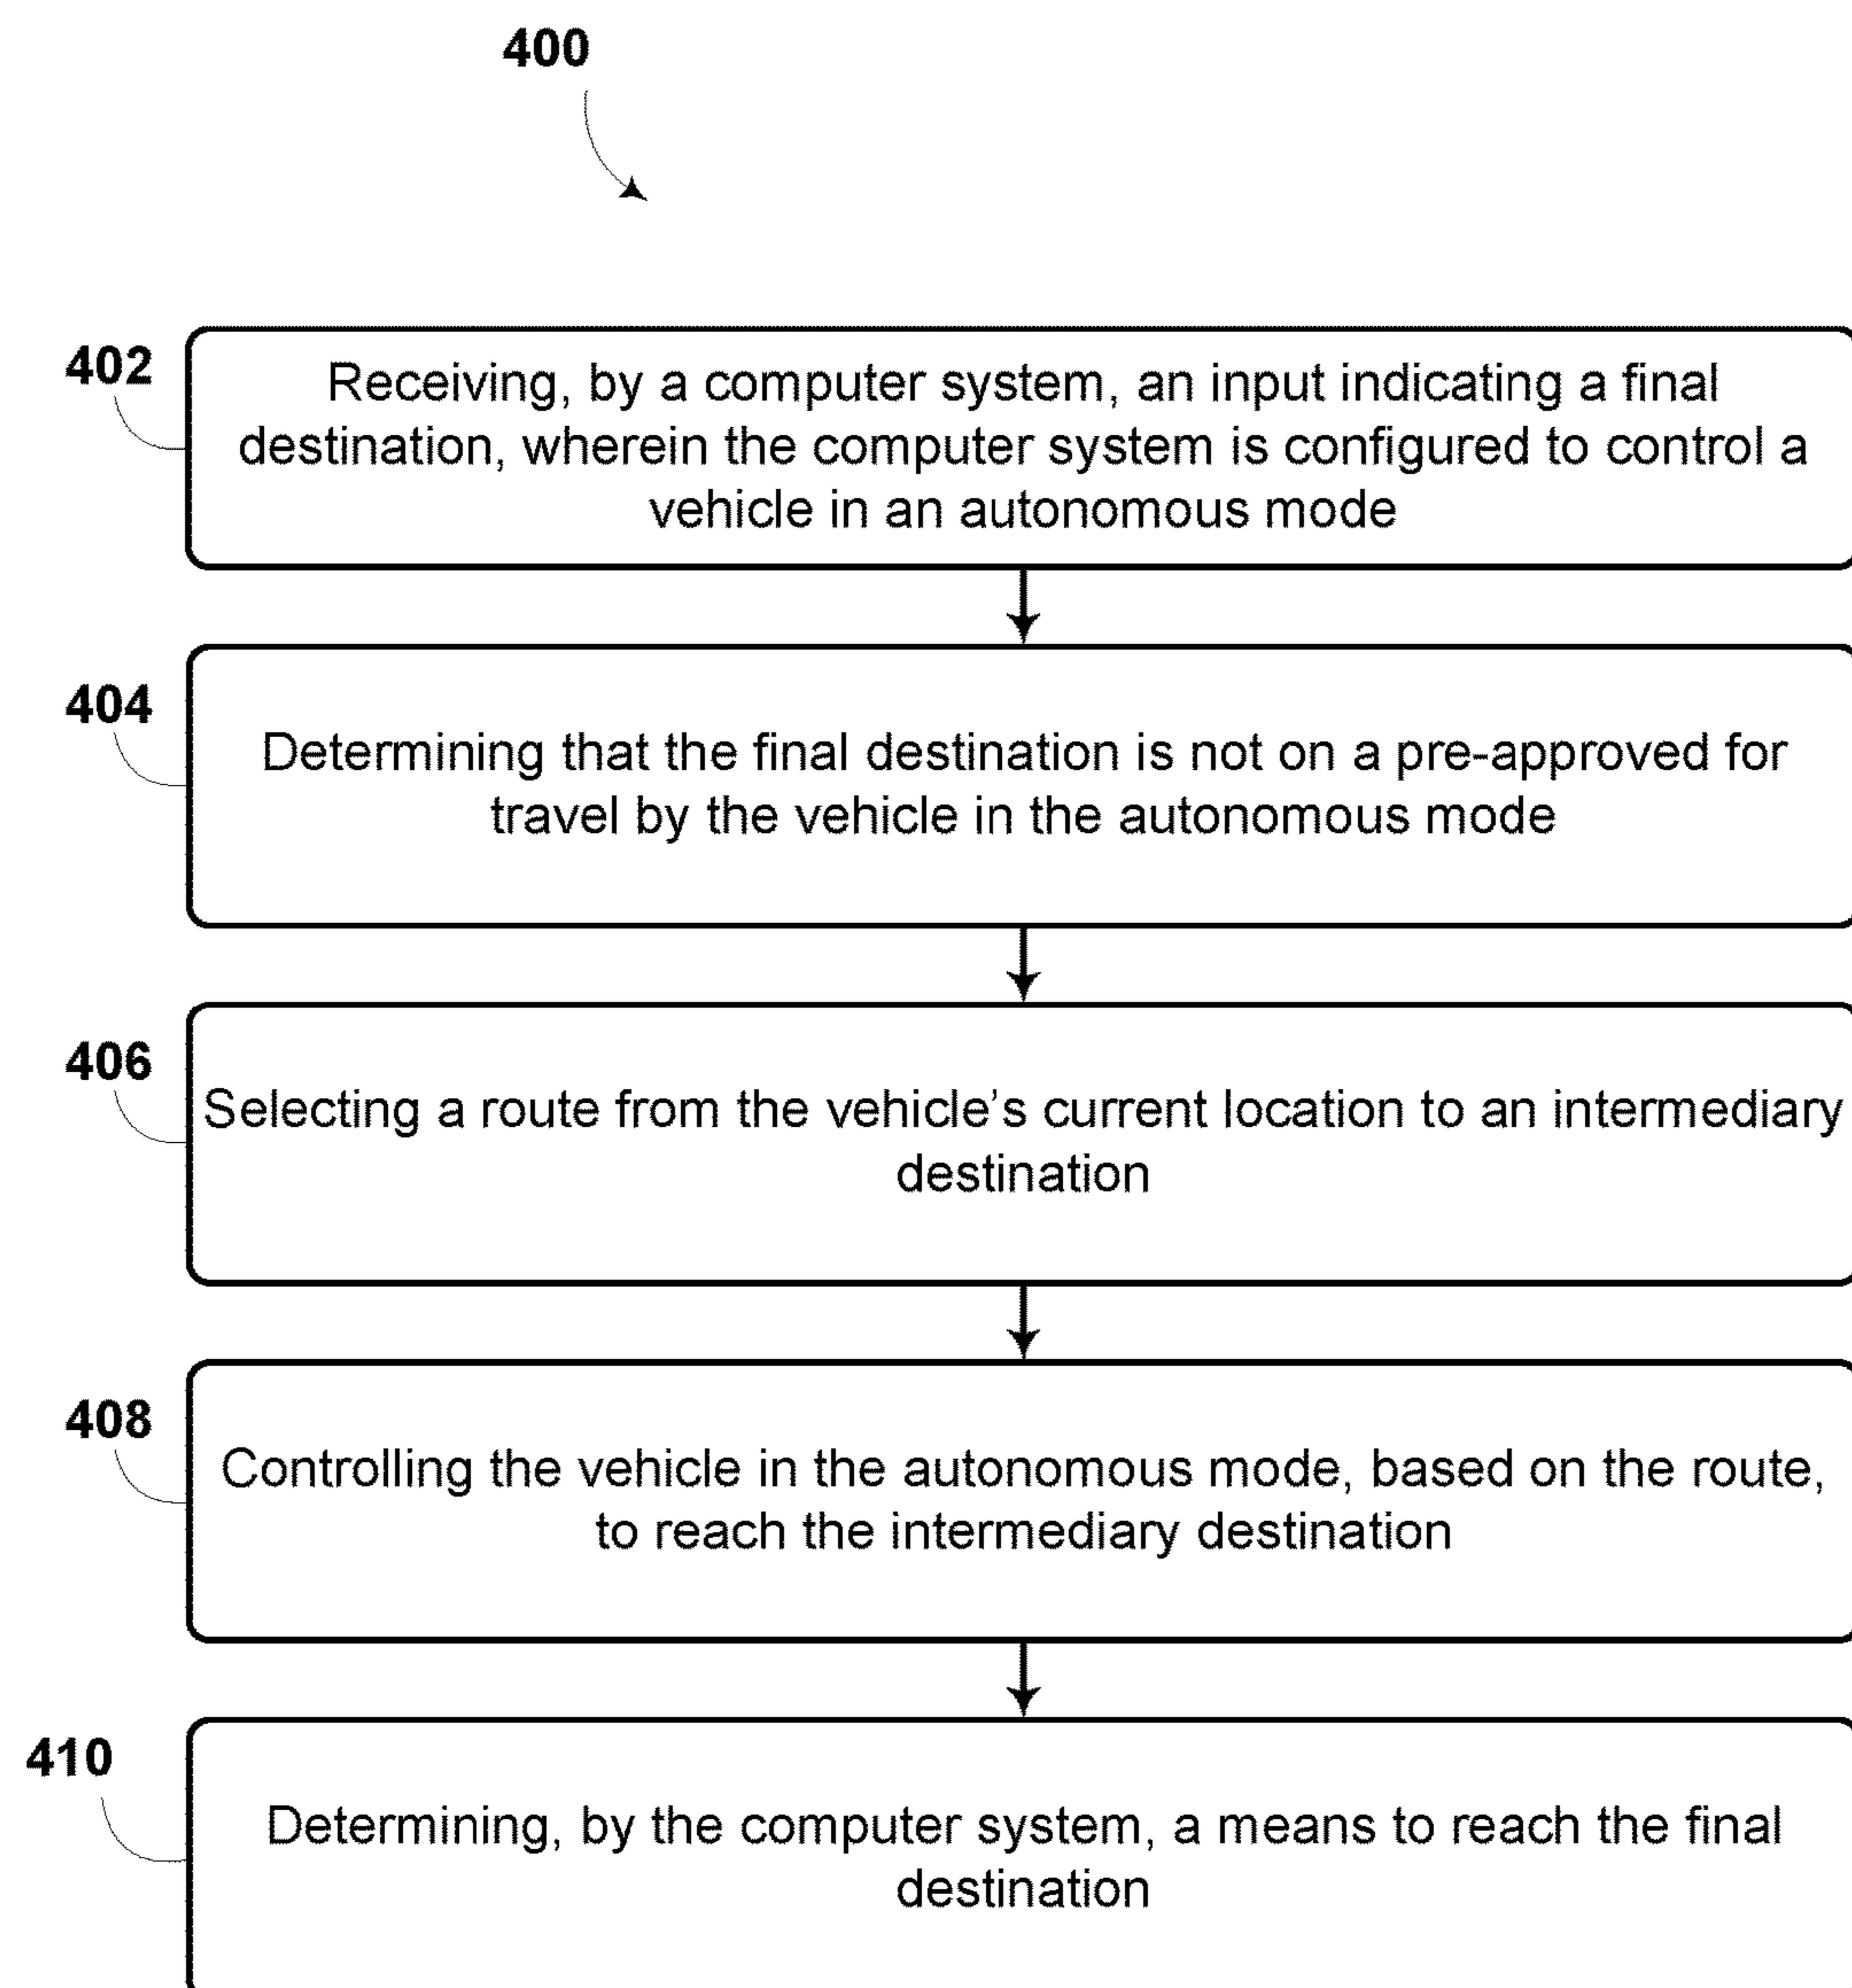 400
402
Receiving, by a computer system, an input indicating a final
destination, wherein the computer system is configured to control a
vehicle in an autonomous mode
404
Determining that the final destination is not on a pre-approved for
travel by the vehicle in the autonomous mode
406
Selecting a route from the vehicle’s current location to an intermediary
destination
408
Controlling the vehicle in the autonomous mode, based on the route,
to reach the intermediary destination
410
Determining, by the computer system, a means to reach the final
destination